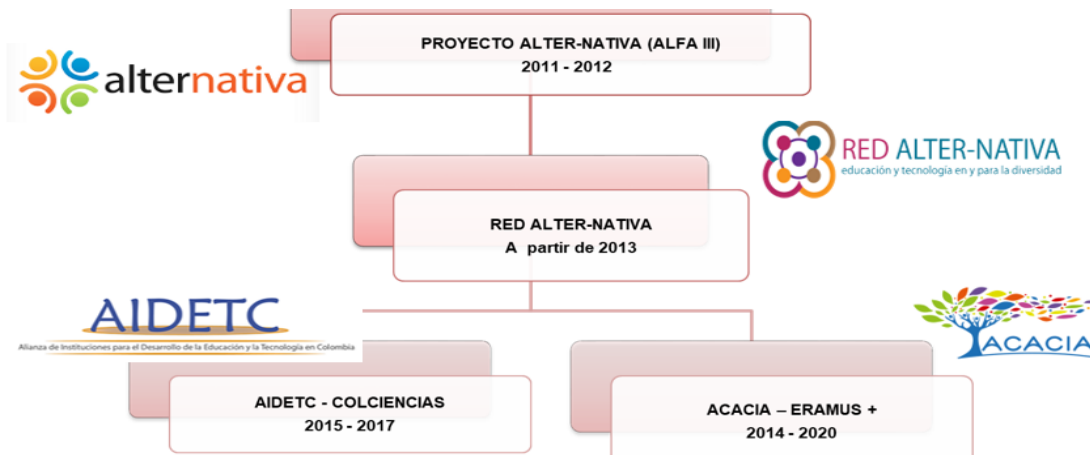 PROYECTO ALTER-NATIVA (ALFA III)
2011 - 2012
alternativa
RED ALTER-NATIVA
educación y tecnología en y para la diversidad
RED ALTER-NATIVA
A partir de 2013
AIDETC
Alianza de Instituciones para el Desarrollo de la Educación y la Tecnología en Colombia
ACACIA
AIDETC - COLCIENCIAS
2015 - 2017
ACACIA – ERAMUS +
2014 - 2020